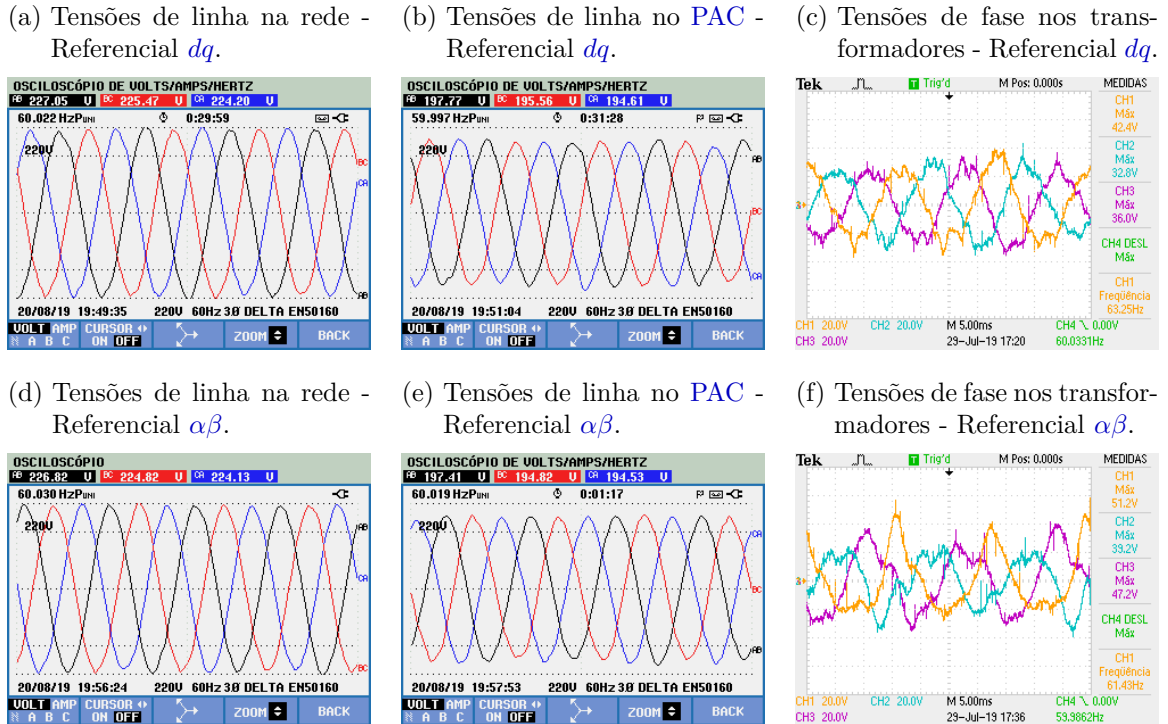 (a) Tensões de linha na rede -
Referencial dq.
(b) Tensões de linha no PAC -
Referencial dq.
(c) Tensões de fase nos trans-
formadores - Referencial dq.
OSCILOSCÓPIO DE VOLTS/AMPS/HERTZ
AB 227.05 V BC 225.47 V CA 224.20 V
60.022 HzPUNI 0:29:59
220V
BC
CA
AB
20/08/19 19:49:35 220V 60Hz 3Ø DELTA EN50160
VOLT AMP CURSOR ZOOM BACK
N A B C ON OFF
OSCILOSCÓPIO DE VOLTS/AMPS/HERTZ
AB 197.77 V BC 195.56 V CA 194.61 V
59.997 HzPUNI 0:31:28 P
220V
AB
BC
CA
20/08/19 19:51:04 220V 60Hz 3Ø DELTA EN50160
VOLT AMP CURSOR ZOOM BACK
N A B C ON OFF
Tek T Trig'd M Pos: 0.000s MEDIDAS
CH1
Máx
42.4V
CH2
Máx
32.8V
CH3
Máx
36.0V
CH4 DESL
Máx
CH1
Freqüência
63.25Hz
CH1 20.0V CH2 20.0V M 5.00ms CH4 0.00V
CH3 20.0V 29-Jul-19 17:20 60.0331Hz
(d) Tensões de linha na rede -
Referencial αβ.
(e) Tensões de linha no PAC -
Referencial αβ.
(f) Tensões de fase nos transfor-
madores - Referencial αβ.
OSCILOSCÓPIO
AB 226.82 V BC 224.82 V CA 224.13 V
60.030 HzPUNI
220V
AB
CA
BC
20/08/19 19:56:24 220V 60Hz 3Ø DELTA EN50160
VOLT AMP CURSOR ZOOM BACK
N A B C ON OFF
OSCILOSCÓPIO DE VOLTS/AMPS/HERTZ
AB 197.41 V BC 194.82 V CA 194.53 V
60.019 HzPUNI 0:01:17 P
220V
CA
BC
AB
20/08/19 19:57:53 220V 60Hz 3Ø DELTA EN50160
VOLT AMP CURSOR ZOOM BACK
N A B C ON OFF
Tek T Trig'd M Pos: 0.000s MEDIDAS
CH1
Máx
51.2V
CH2
Máx
39.2V
CH3
Máx
47.2V
CH4 DESL
Máx
CH1
Freqüência
61.43Hz
CH1 20.0V CH2 20.0V M 5.00ms CH4 0.00V
CH3 20.0V 29-Jul-19 17:36 59.9862Hz